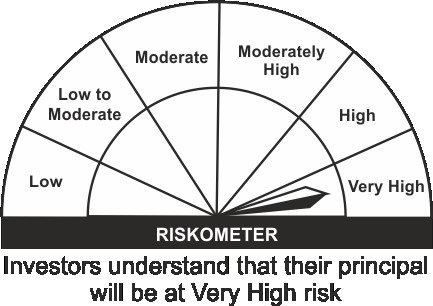 Moderate
Moderately
High
Low to
Moderate
High
Low
Very High
RISKOMETER
Investors understand that their principal
will be at Very High risk